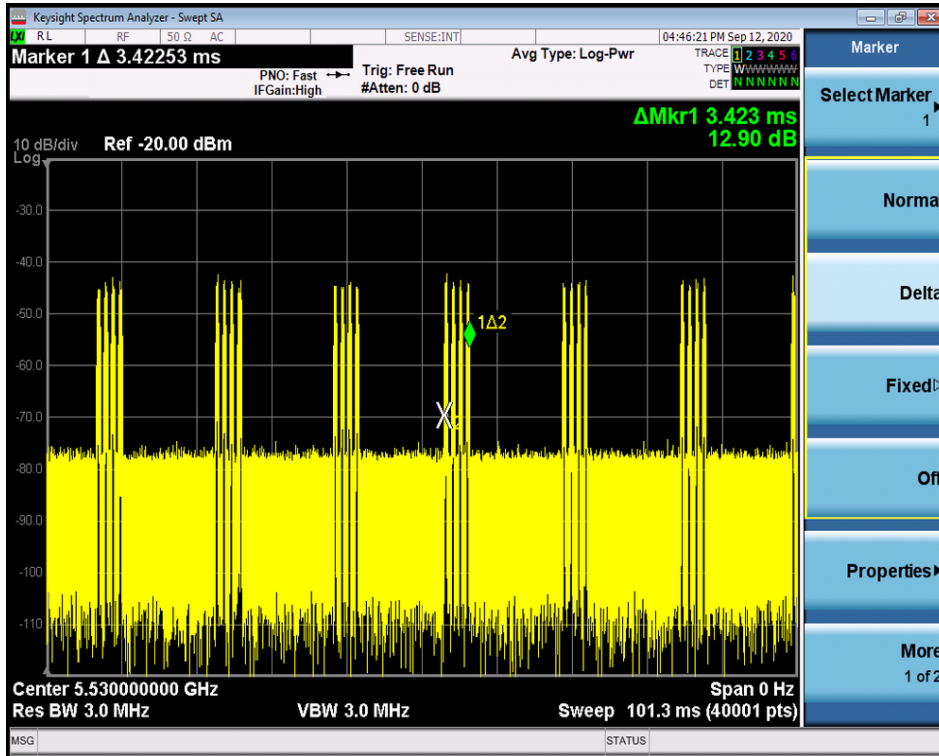 Keysight Spectrum Analyzer - Swept SA
LXI RL RF 50 Ω AC SENSE:INT 04:46:21 PM Sep 12, 2020
Marker 1 Δ 3.42253 ms
PNO: Fast
IFGain:High
Trig: Free Run
#Atten: 0 dB
Avg Type: Log-Pwr
TRACE 1 2 3 4 5 6
TYPE WWWWWW
DET N N N N N N
ΔMkr1 3.423 ms
12.90 dB
10 dB/div Ref -20.00 dBm
Log
-30.0
-40.0
-50.0
1Δ2
-60.0
-70.0
-80.0
-90.0
-100
-110
Center 5.530000000 GHz Span 0 Hz
Res BW 3.0 MHz VBW 3.0 MHz Sweep 101.3 ms (40001 pts)
MSG STATUS
Marker
Select Marker
1
Norma
Delta
Fixed
Off
Properties
More
1 of 2